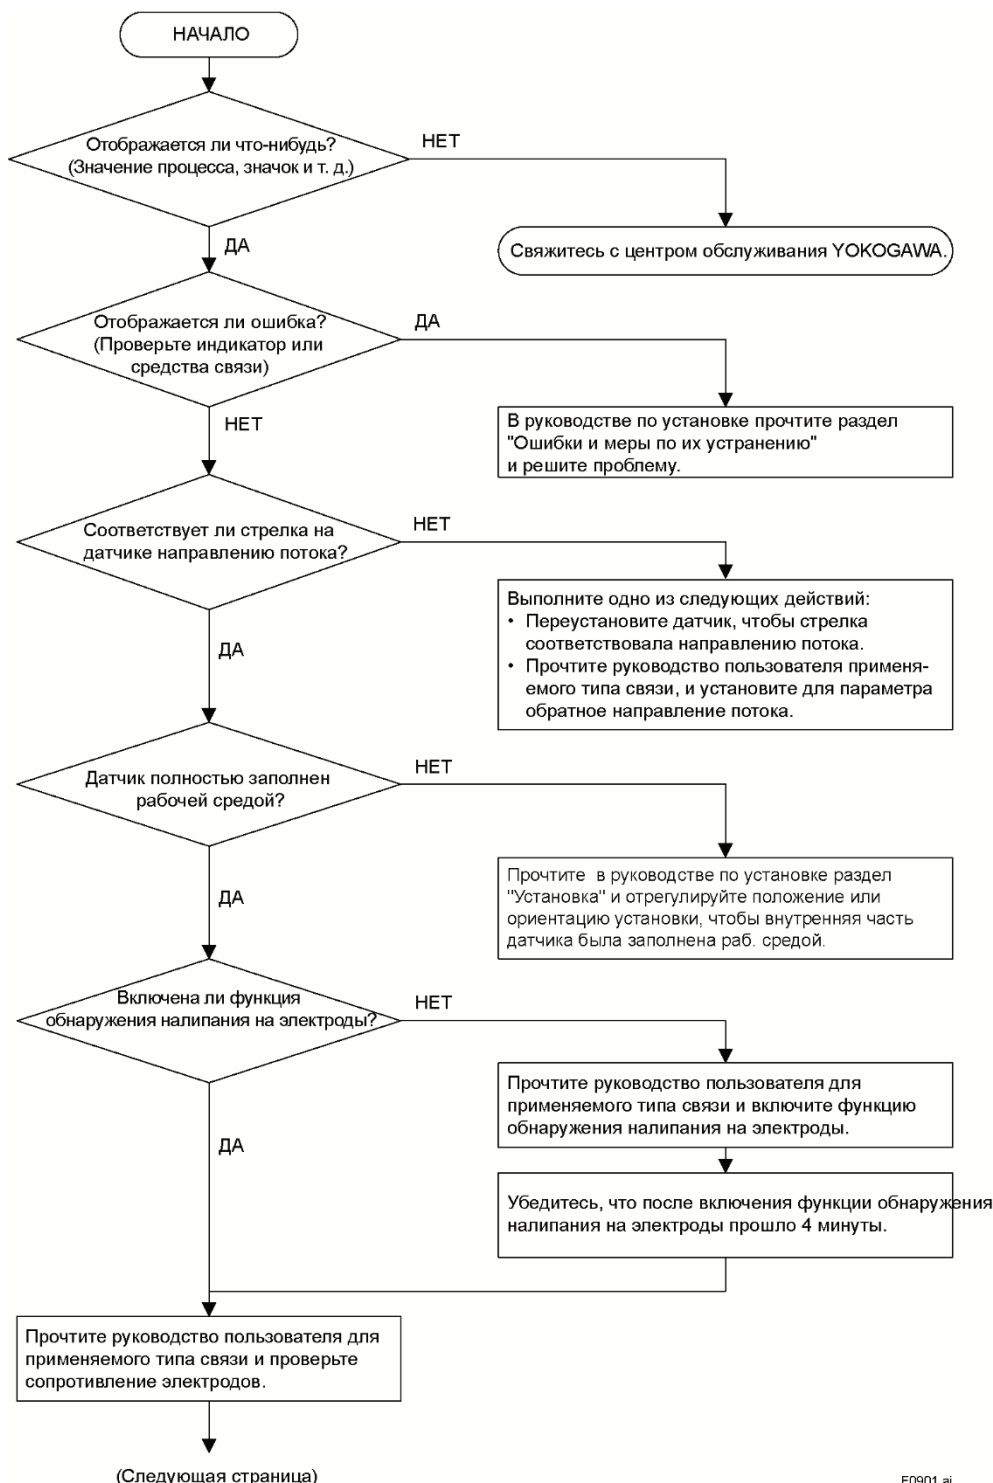 НАЧАЛО
Отображается ли что-нибудь?
(Значение процесса, значок и т. д.)
НЕТ
Свяжитесь с центром обслуживания YOKOGAWA.
ДА
Отображается ли ошибка?
(Проверьте индикатор или
средства связи)
ДА
В руководстве по установке прочтите раздел
"Ошибки и меры по их устранению"
и решите проблему.
НЕТ
Соответствует ли стрелка на
датчике направлению потока?
НЕТ
Выполните одно из следующих действий:
• Переустановите датчик, чтобы стрелка
соответствовала направлению потока.
• Прочтите руководство пользователя применя-
емого типа связи, и установите для параметра
обратное направление потока.
ДА
Датчик полностью заполнен
рабочей средой?
НЕТ
Прочтите в руководстве по установке раздел
"Установка" и отрегулируйте положение или
ориентацию установки, чтобы внутренняя часть
датчика была заполнена раб. средой.
ДА
Включена ли функция
обнаружения налипания на электроды?
НЕТ
Прочтите руководство пользователя для
применяемого типа связи и включите функцию
обнаружения налипания на электроды.
Убедитесь, что после включения функции обнаружения
налипания на электроды прошло 4 минуты.
ДА
Прочтите руководство пользователя для
применяемого типа связи и проверьте
сопротивление электродов.
(Следующая страница)
F0901.ai